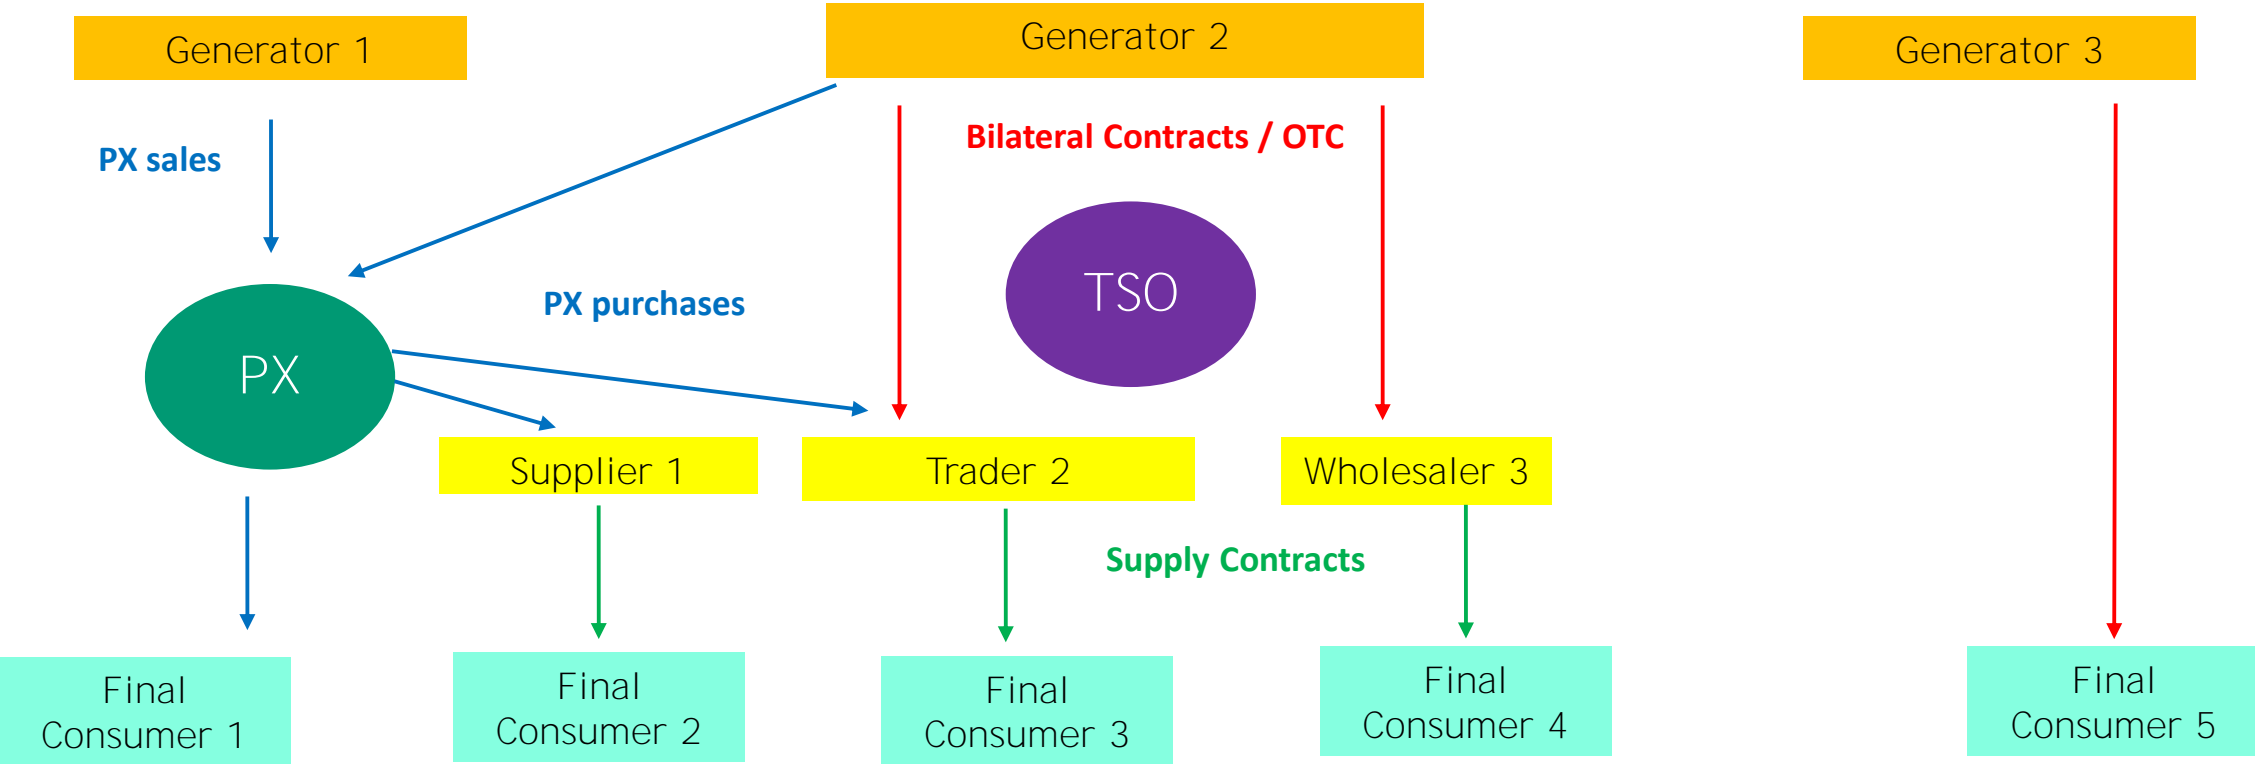 Generator 1
Generator 2
Generator 3
PX sales
Bilateral Contracts / OTC
PX purchases
TSO
PX
Supplier 1
Trader 2
Wholesaler 3
Supply Contracts
Final
Consumer 1
Final
Consumer 2
Final
Consumer 3
Final
Consumer 4
Final
Consumer 5